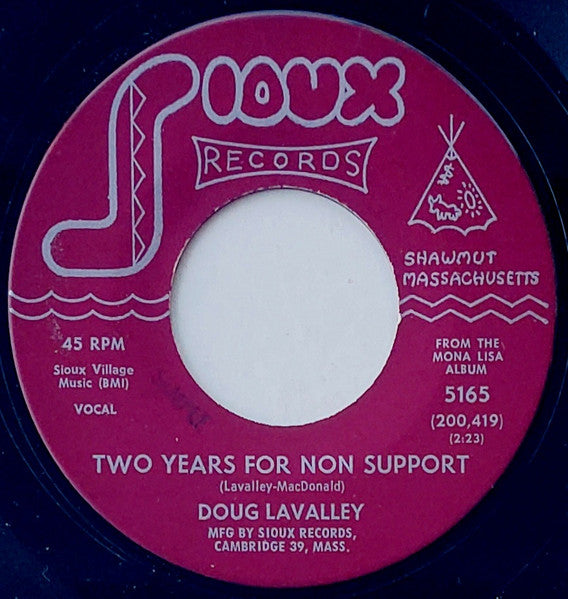 SIOUX
RECORDS
SHAWMUT
MASSACHUSETTS
45 RPM
Sioux Village
Music (BMI)
VOCAL
FROM THE
MONA LISA
ALBUM
5165
(200,419)
(2:23)
TWO YEARS FOR NON SUPPORT
(Lavalley-MacDonald)
DOUG LAVALLEY
MFG BY SIOUX RECORDS,
CAMBRIDGE 39, MASS.